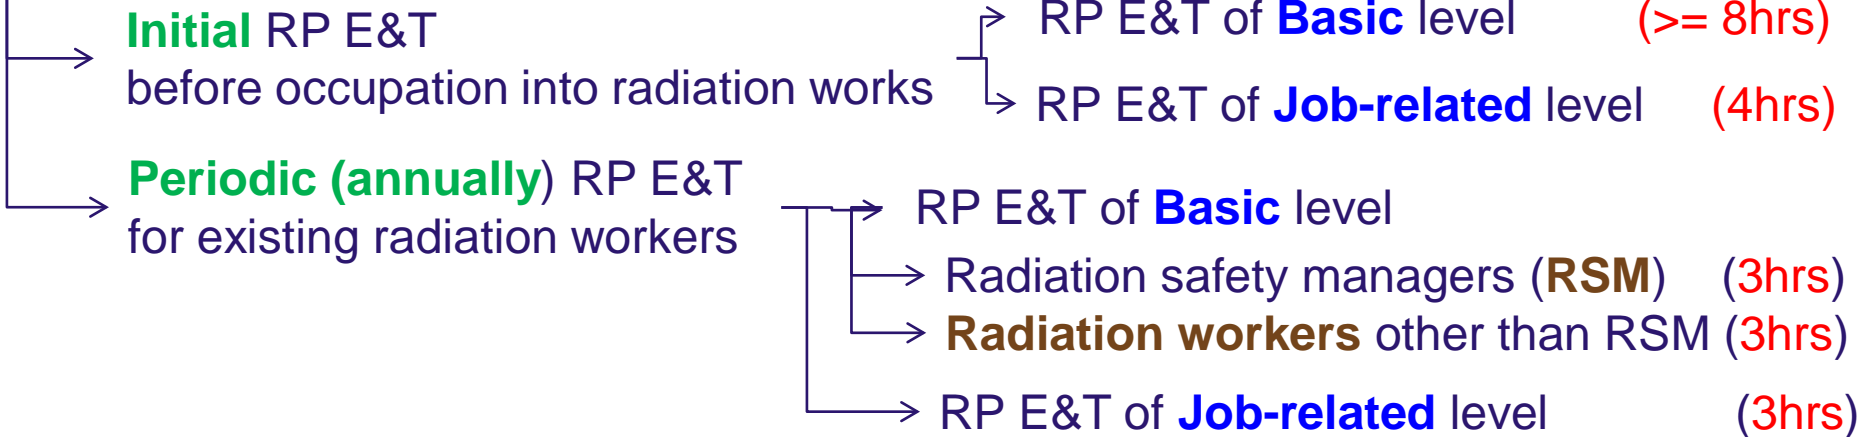 Initial RP E&T
before occupation into radiation works
RP E&T of Basic level (>= 8hrs)
RP E&T of Job-related level (4hrs)
Periodic (annually) RP E&T
for existing radiation workers
RP E&T of Basic level
Radiation safety managers (RSM) (3hrs)
Radiation workers other than RSM (3hrs)
RP E&T of Job-related level (3hrs)